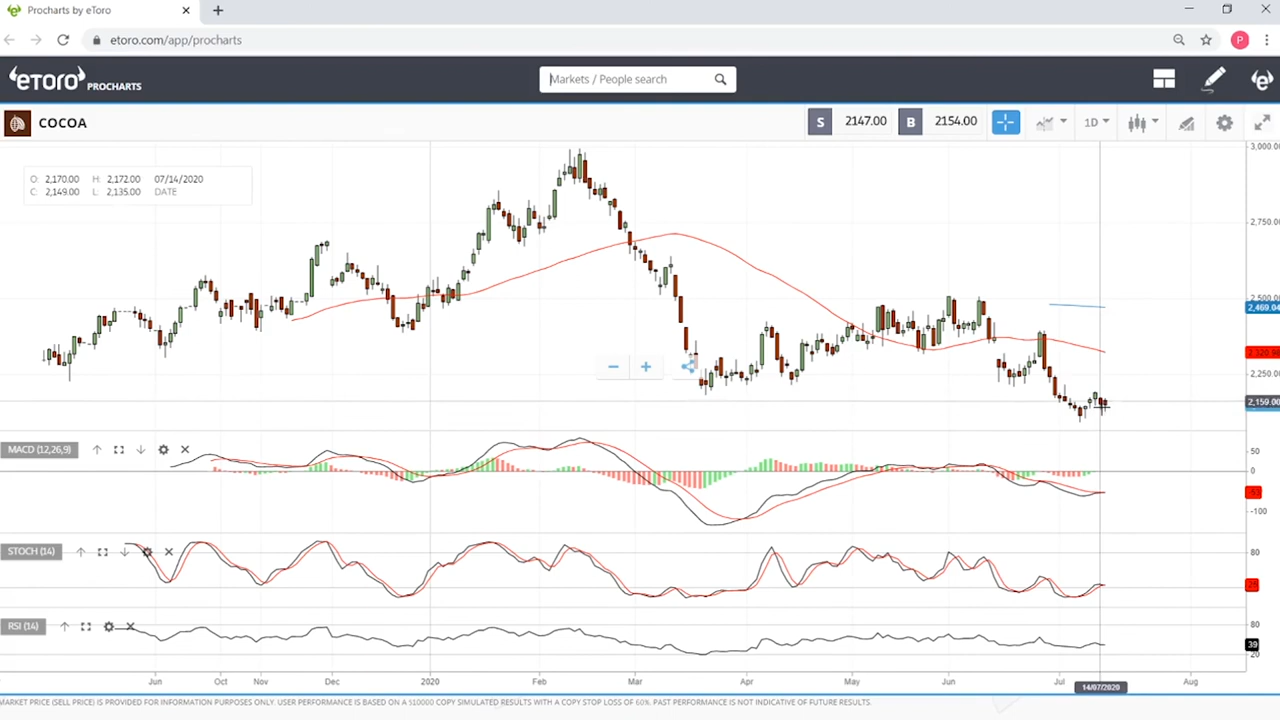 Procharts by eToro
etoro.com/app/procharts
P
eToro PROCHARTS
Markets / People search
COCOA
S 2147.00 B 2154.00
1D
O: 2,170.00 H: 2,172.00 07/14/2020
C: 2,149.00 L: 2,135.00 DATE
3,000.00
2,750.00
2,500.00
2,469.04
2,250.00
2,159.00
MACD (12,26,9)
50
0
-53
-100
STOCH (14)
80
RSI (14)
80
39
20
Jun Oct Nov Dec 2020 Feb Mar Apr May Jun Jul Aug
14/07/2020
MARKET PRICE (SELL PRICE) IS PROVIDED FOR INFORMATION PURPOSES ONLY. USER PERFORMANCE IS BASED ON A $10000 COPY SIMULATED RESULTS WITH A COPY STOP LOSS OF 60%. PAST PERFORMANCE IS NOT INDICATIVE OF FUTURE RESULTS.